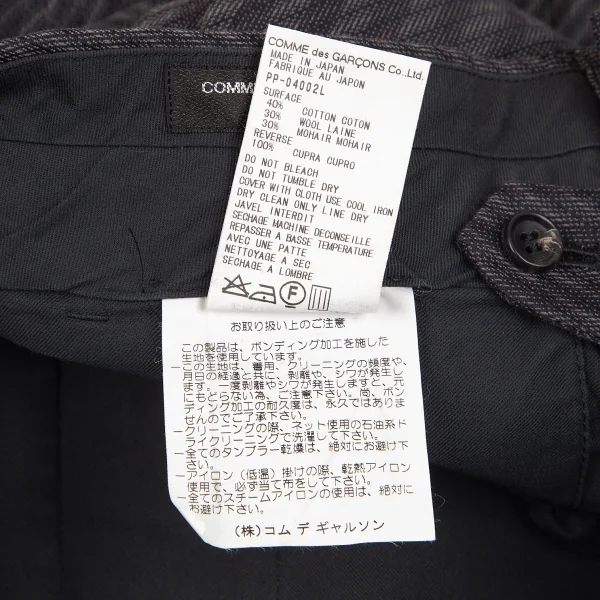 COMME
COMME des GARÇONS Co.,Ltd.
MADE IN JAPAN
FABRIQUE AU JAPON
PP-04002L
SURFACE
40% COTTON COTON
30% WOOL LAINE
30% MOHAIR MOHAIR
REVERSE
100% CUPRA CUPRO
DO NOT BLEACH
DO NOT TUMBLE DRY
COVER WITH CLOTH USE COOL IRON
DRY CLEAN ONLY LINE DRY
JAVEL INTERDIT
SECHAGE MACHINE DECONSEILLE
REPASSER A BASSE TEMPERATURE
AVEC UNE PATTE
NETTOYAGE A SEC
SECHAGE A LOMBRE
F
お取り扱い上のご注意
この製品は、ボンディング加工を施した
生地を使用しています。
―この生地は、着用、クリーニングの頻度や、
月日の経過と共に、剥離や、シワが発生し
ます。一度剥離やシワが発生しますと、元
にもとらない為、ご注意下さい。尚、ボン
ディング加工の耐久度は、永久ではありま
せんのでご了承下さい。
―クリーニングの際、ネット使用の石油系ド
ライクリーニングで洗濯して下さい。
―全てのタンブラー乾燥は、絶対にお避け下
さい。
―アイロン（低温）掛けの際、乾熱アイロン
使用で、必ず当て布をして下さい。
―全てのスチームアイロンの使用は、絶対に
お避け下さい。
（株）コム デ ギャルソン